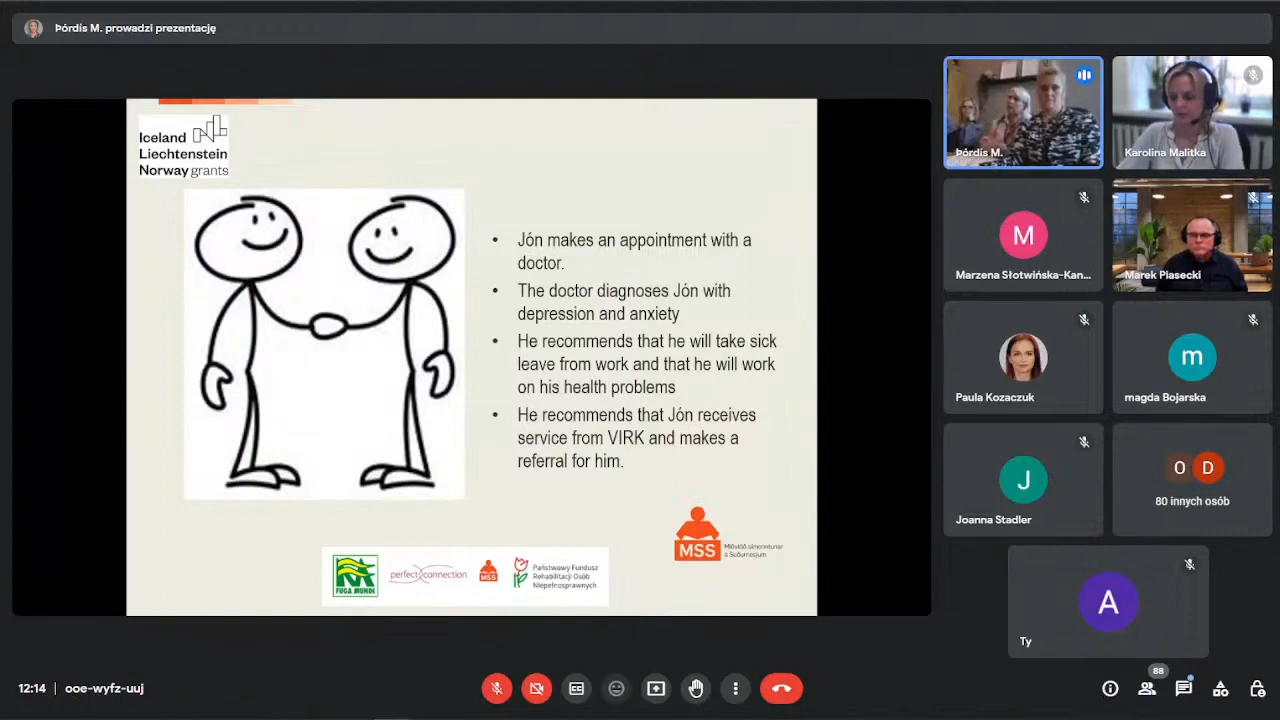 Þórdís M. prowadzi prezentację
Iceland
Liechtenstein
Norway grants
• Jón makes an appointment with a
doctor.
• The doctor diagnoses Jón with
depression and anxiety
• He recommends that he will take sick
leave from work and that he will work
on his health problems
• He recommends that Jón receives
service from VIRK and makes a
referral for him.
MSS
Miðstöð símenntunar
á Suðurnesjum
FUGA MUNDI
perfect connection
MSS
Państwowy Fundusz
Rehabilitacji Osób
Niepełnosprawnych
Þórdís M.
Karolina Malitka
M
Marzena Słotwińska-Kan...
Marek Piasecki
Paula Kozaczuk
m
magda Bojarska
J
Joanna Stadler
O D
80 innych osób
A
Ty
12:14 | ooe-wyfz-uuj
88